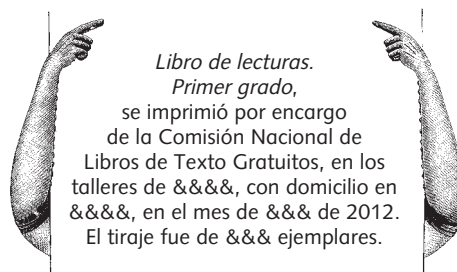 Libro de lecturas.
Primer grado,
se imprimió por encargo
de la Comisión Nacional de
Libros de Texto Gratuitos, en los
talleres de &&&&, con domicilio en
&&&&, en el mes de &&& de 2012.
El tiraje fue de &&& ejemplares.